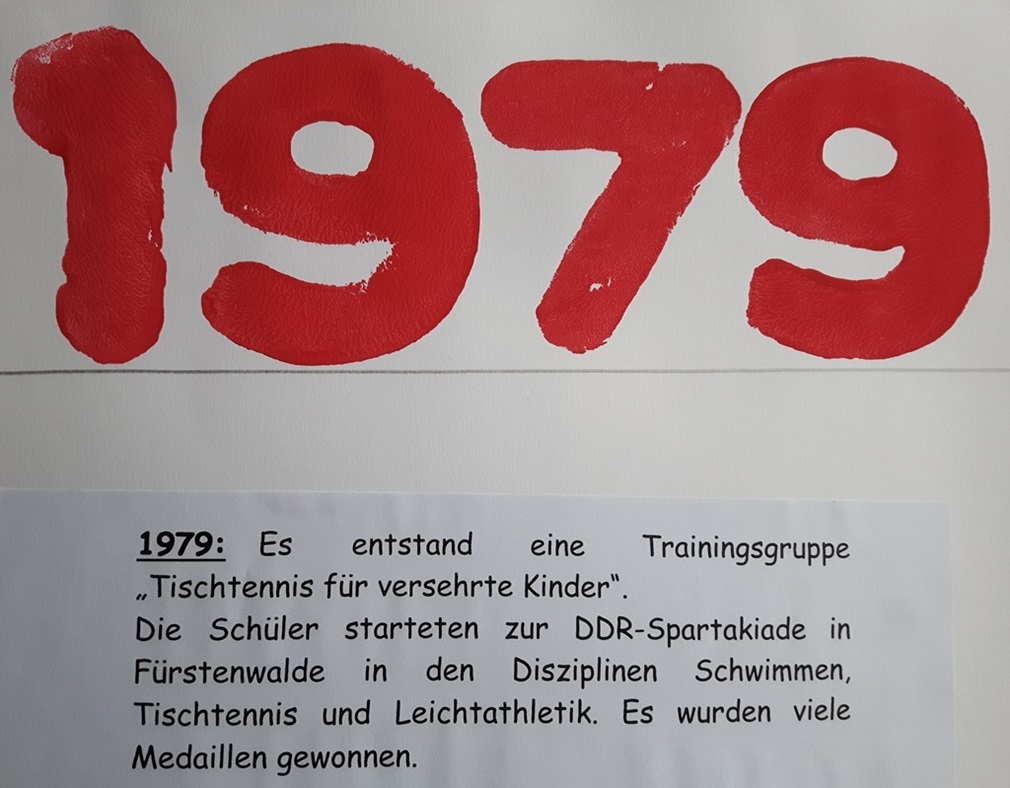 1979
1979: Es entstand eine Trainingsgruppe
„Tischtennis für versehrte Kinder“.
Die Schüler starteten zur DDR-Spartakiade in
Fürstenwalde in den Disziplinen Schwimmen,
Tischtennis und Leichtathletik. Es wurden viele
Medaillen gewonnen.